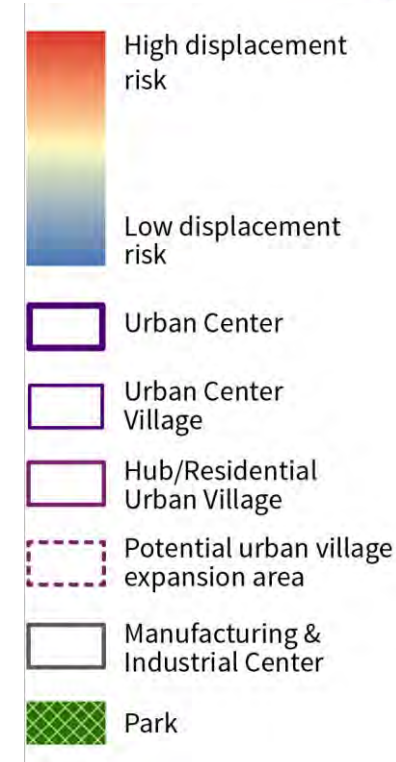 High displacement
risk
Low displacement
risk
Urban Center
Urban Center
Village
Hub/Residential
Urban Village
Potential urban village
expansion area
Manufacturing &
Industrial Center
Park